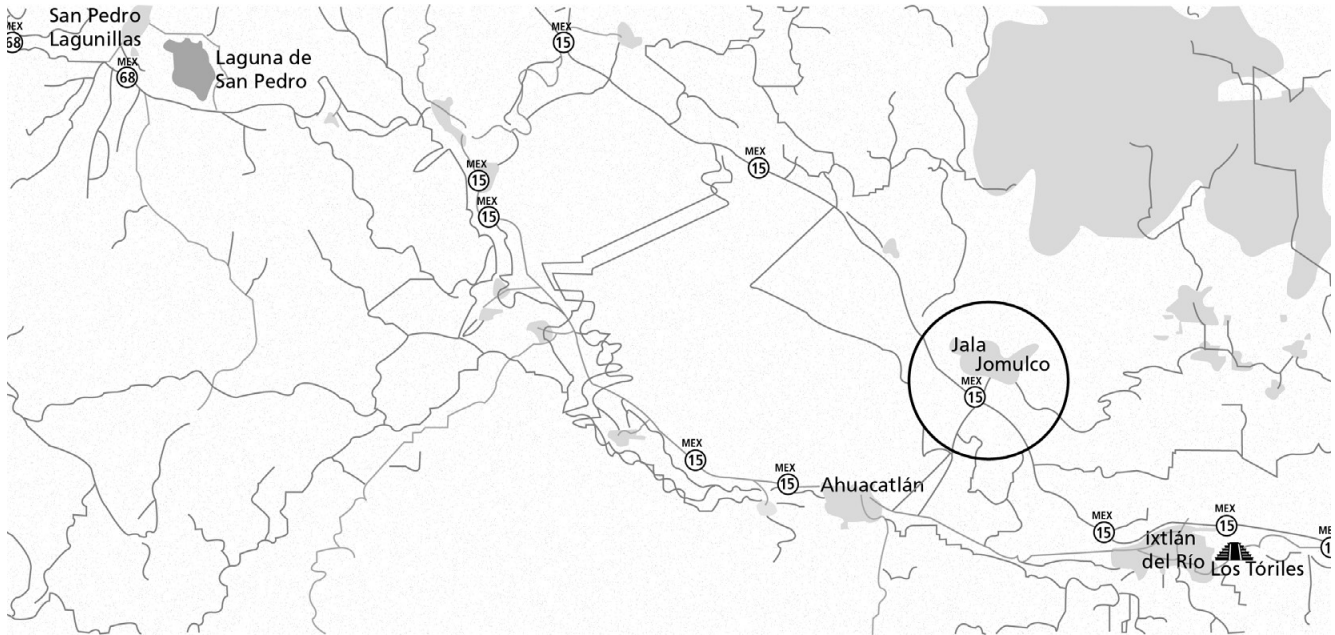 San Pedro
Lagunillas
MEX
68
MEX
68
Laguna de
San Pedro
MEX
15
MEX
15
MEX
15
MEX
15
Jala
Jomulco
MEX
15
MEX
15
MEX
15
Ahuacatlán
MEX
15
MEX
15
ixtlán
del Río
Los Tóriles